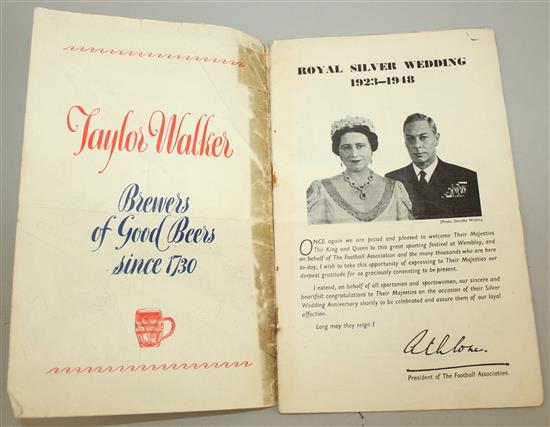 Taylor Walker
Brewers
of Good Beers
since 1730
ROYAL SILVER WEDDING
1923–1948
[Photo, Dorothy Wilding
ONCE again we are proud and pleased to welcome Their Majesties
The King and Queen to this great sporting festival at Wembley, and
on behalf of The Football Association and the many thousands who are here
to-day, I wish to take this opportunity of expressing to Their Majesties our
deepest gratitude for so graciously consenting to be present.
I extend, on behalf of all sportsmen and sportswomen, our sincere and
heartfelt congratulations to Their Majesties on the occasion of their Silver
Wedding Anniversary shortly to be celebrated and assure them of our loyal
affection.
Long may they reign !
Athlone.
President of The Football Association.